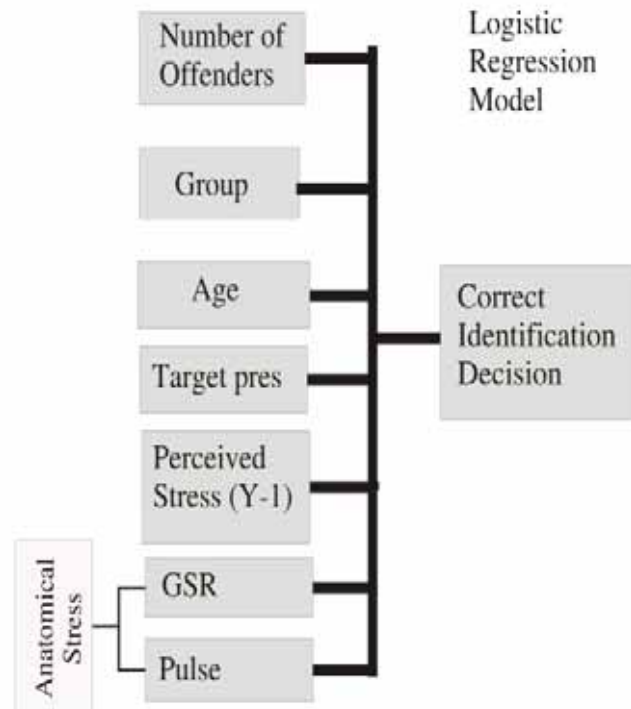 Number of
Offenders
Logistic
Regression
Model
Group
Age
Target pres
Correct
Identification
Decision
Perceived
Stress (Y-1)
GSR
Pulse
Anatomical
Stress